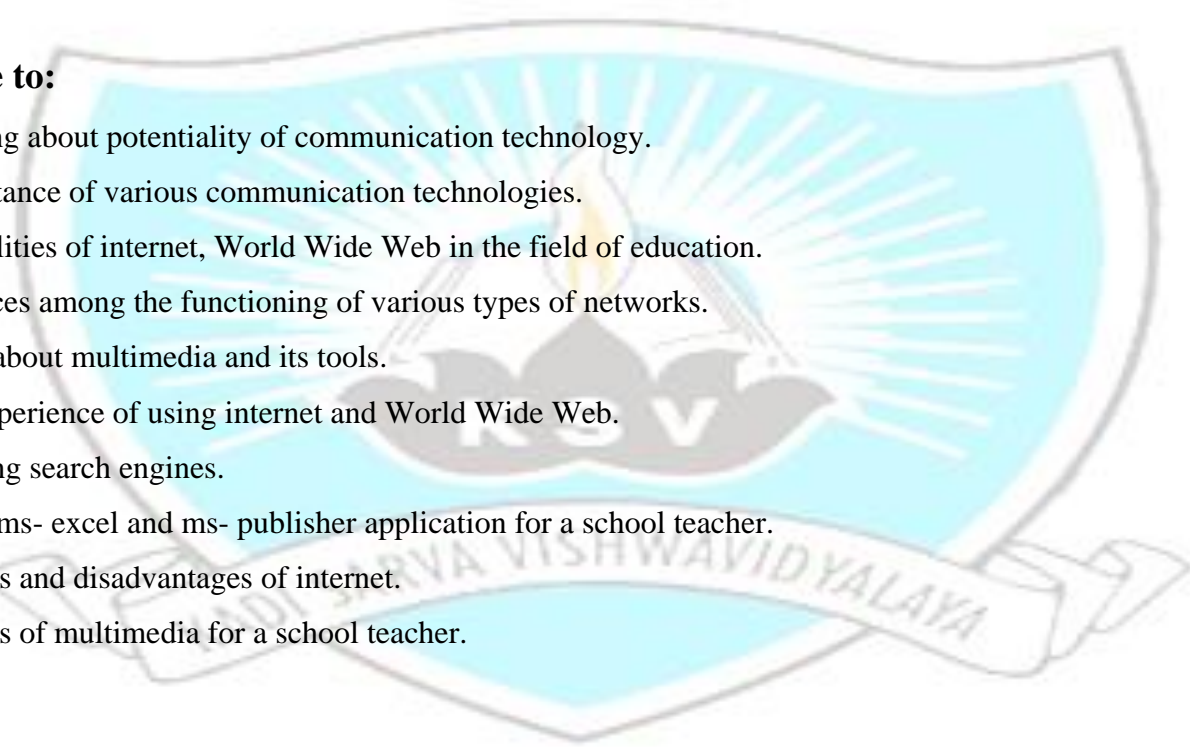 e to:
ng about potentiality of communication technology.
tance of various communication technologies.
lities of internet, World Wide Web in the field of education.
ces among the functioning of various types of networks.
about multimedia and its tools.
perience of using internet and World Wide Web.
ng search engines.
ms- excel and ms- publisher application for a school teacher.
s and disadvantages of internet.
s of multimedia for a school teacher.
KSV
KADI SARVA VISHWAVIDYALAYA